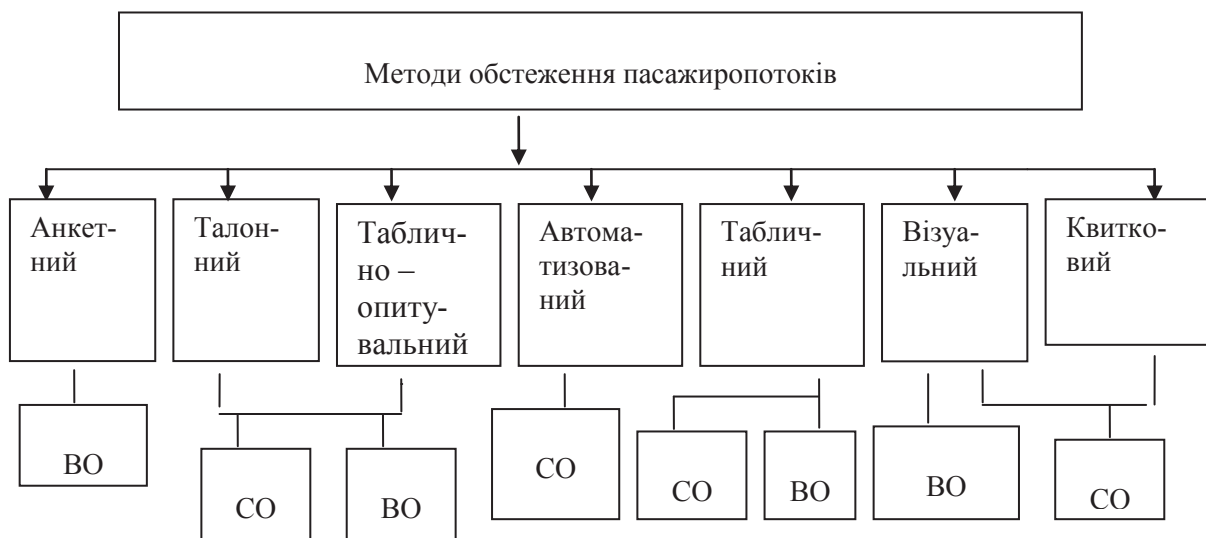 Методи обстеження пасажиропотоків
Анкет-
ний
Талон-
ний
Таблич-
но –
опиту-
вальний
Автома-
тизова-
ний
Таблич-
ний
Візуа-
льний
Квитко-
вий
ВО
СО
ВО
СО
СО
ВО
ВО
СО